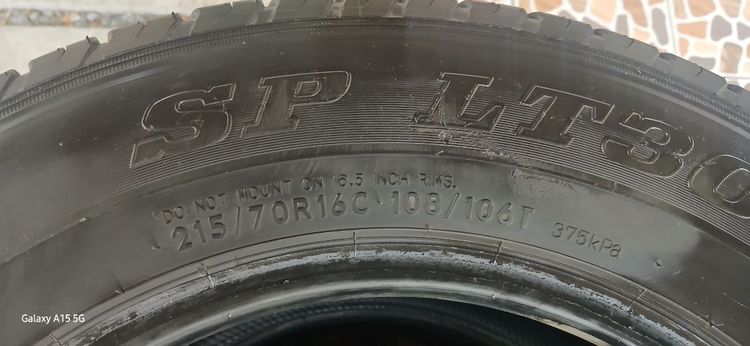 SP LT30
DO NOT MOUNT ON 16.5 INCH RIMS.
215/70R16C 108/106T 375kPa
Galaxy A15 5G